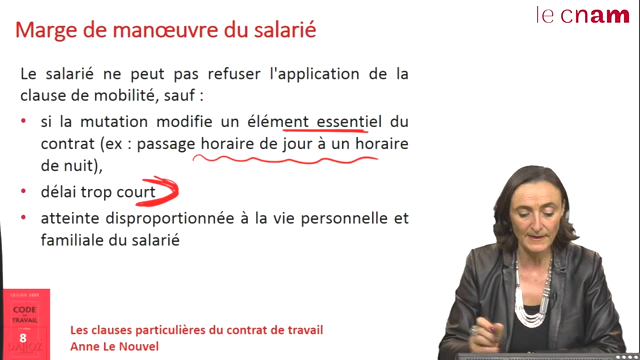 Marge de manœuvre du salarié
le cnam
Le salarié ne peut pas refuser l'application de la
clause de mobilité, sauf :
• si la mutation modifie un élément essentiel du
contrat (ex : passage horaire de jour à un horaire
de nuit),
• délai trop court
• atteinte disproportionnée à la vie personnelle et
familiale du salarié
CODE
TRAVAIL
8
Les clauses particulières du contrat de travail
Anne Le Nouvel